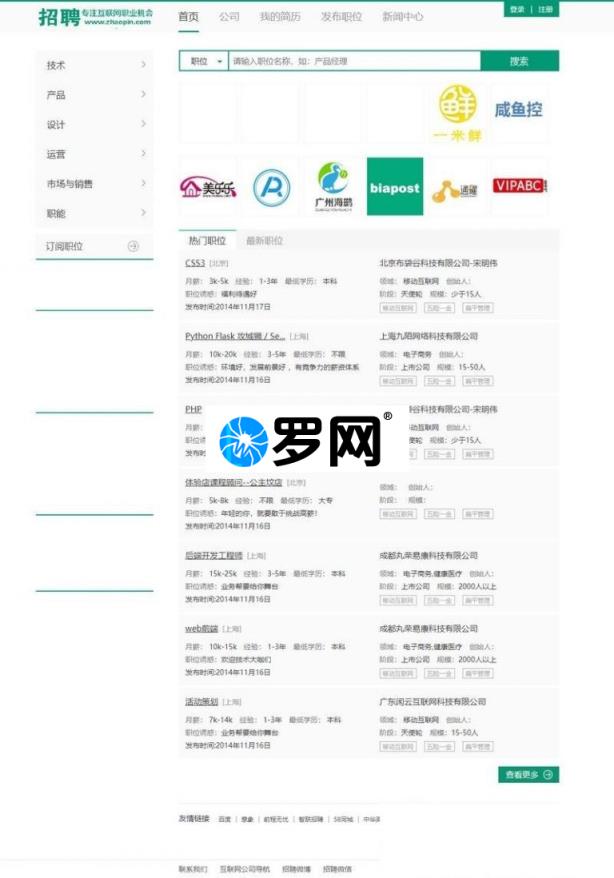 招聘 专注互联网职业机会
www.zhaopin.com
首页 公司 我的简历 发布职位 新闻中心
登录 | 注册
技术
产品
设计
运营
市场与销售
职能
订阅职位
职位 请输入职位名称，如：产品经理 搜索
鲜
一米鲜
咸鱼控
美乐乐
广州海鹦
biapost
VIPABC
热门职位 最新职位
CSS3 [北京]
月薪： 3k-5k 经验： 1-3年 最低学历： 本科
职位诱惑： 福利待遇好
发布时间:2014年11月17日
北京布袋谷科技有限公司-宋明伟
领域： 移动互联网 创始人：
阶段： 天使轮 规模： 少于15人
移动互联网 五险一金 扁平管理
Python Flask 攻城狮 / Se... [上海]
月薪： 10k-20k 经验： 3-5年 最低学历： 不限
职位诱惑： 环境好，发展前景好，有竞争力的薪资体系
发布时间:2014年11月16日
上海九陌网络科技有限公司
领域： 电子商务 创始人：
阶段： 上市公司 规模： 15-50人
移动互联网 五险一金 扁平管理
PHP
月薪：
职位
发布时
谷科技有限公司-宋明伟
移动互联网 创始人：
天使轮 规模： 少于15人
五险一金 扁平管理
罗网®
体验店课程顾问--公主坟店 [北京]
月薪： 5k-8k 经验： 不限 最低学历： 大专
职位诱惑： 年轻的你，就要敢于挑战高薪！
发布时间:2014年11月16日
领域： 创始人：
阶段： 规模：
移动互联网 五险一金 扁平管理
后端开发工程师 [上海]
月薪： 15k-25k 经验： 3-5年 最低学历： 本科
职位诱惑： 业务帮要给你舞台
发布时间:2014年11月16日
成都丸荣易康科技有限公司
领域： 电子商务,健康医疗 创始人：
阶段： 上市公司 规模： 2000人以上
移动互联网 五险一金 扁平管理
web前端 [上海]
月薪： 10k-15k 经验： 1-3年 最低学历： 本科
职位诱惑： 欢迎技术大咖们
发布时间:2014年11月16日
成都丸荣易康科技有限公司
领域： 电子商务,健康医疗 创始人：
阶段： 上市公司 规模： 2000人以上
移动互联网 五险一金 扁平管理
活动策划 [上海]
月薪： 7k-14k 经验： 1-3年 最低学历： 本科
职位诱惑： 业务帮要给你舞台
发布时间:2014年11月16日
广东闰云互联网科技有限公司
领域： 移动互联网 创始人：
阶段： 天使轮 规模： 15-50人
移动互联网 五险一金 扁平管理
查看更多
友情链接 百度 | 想象 | 前程无忧 | 智联招聘 | 58同城 |
联系我们 互联网公司导航 招聘微博 招聘微信